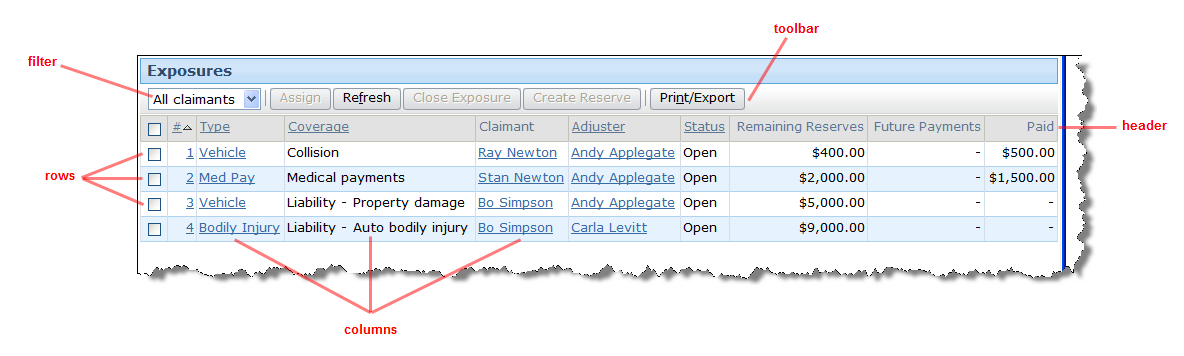 toolbar
filter
Exposures
All claimants Assign Refresh Close Exposure Create Reserve Print/Export
# Type Coverage Claimant Adjuster Status Remaining Reserves Future Payments Paid
header
1 Vehicle Collision Ray Newton Andy Applegate Open $400.00 - $500.00
rows
2 Med Pay Medical payments Stan Newton Andy Applegate Open $2,000.00 - $1,500.00
3 Vehicle Liability - Property damage Bo Simpson Andy Applegate Open $5,000.00 - -
4 Bodily Injury Liability - Auto bodily injury Bo Simpson Carla Levitt Open $9,000.00 - -
columns